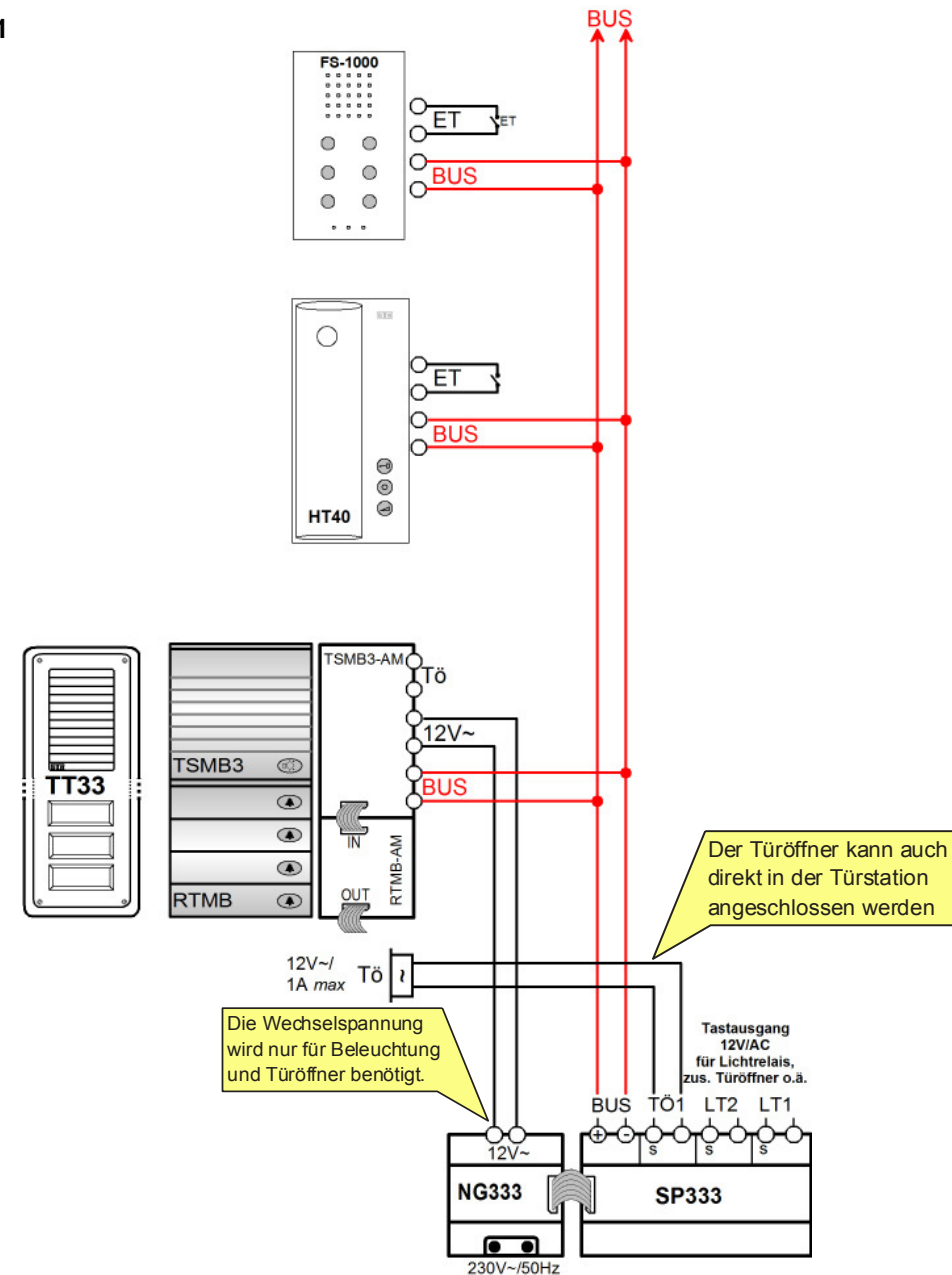 BUS
FS-1000
ET
ET
BUS
ET
BUS
HT40
TSMB3-AM
Tö
12V~
TSMB3
TT33
BUS
IN
RTMB-AM
OUT
RTMB
Der Türöffner kann auch
direkt in der Türstation
angeschlossen werden
12V~/
1A max
Tö
~
Die Wechselspannung
wird nur für Beleuchtung
und Türöffner benötigt.
Tastausgang
12V/AC
für Lichtrelais,
zus. Türöffner o.ä.
BUS TÖ1 LT2 LT1
+ - s s s
12V~
NG333
SP333
230V~/50Hz